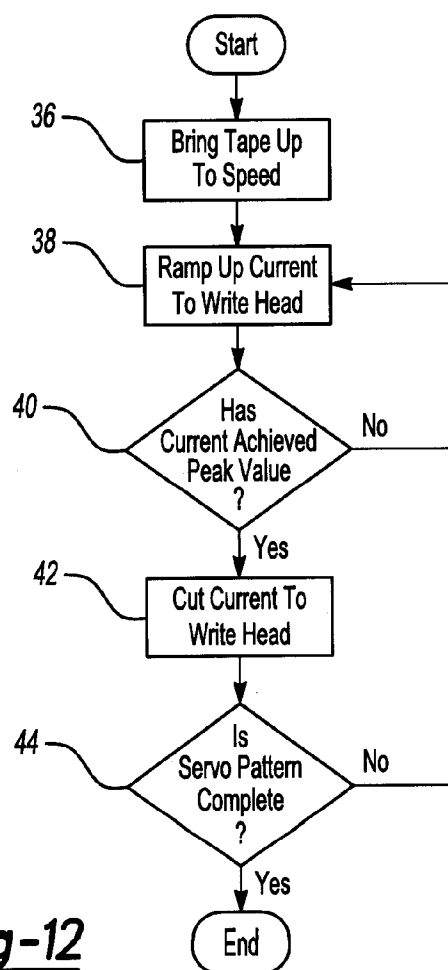 Start
36
Bring Tape Up
To Speed
38
Ramp Up Current
To Write Head
40
Has
Current Achieved
Peak Value
?
No
Yes
42
Cut Current To
Write Head
44
Is
Servo Pattern
Complete
?
No
Yes
g-12
End